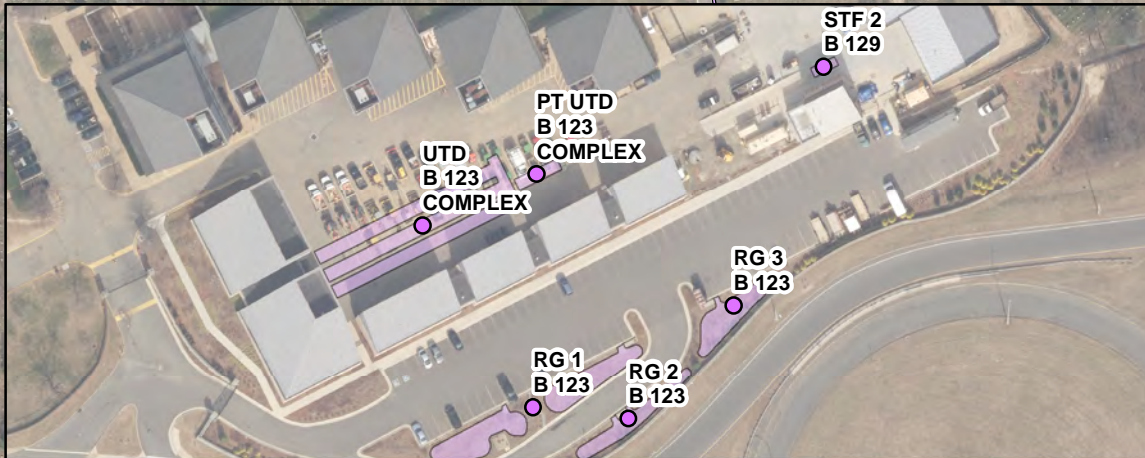 STF 2
B 129
PT UTD
B 123
COMPLEX
UTD
B 123
COMPLEX
RG 3
B 123
RG 1
B 123
RG 2
B 123